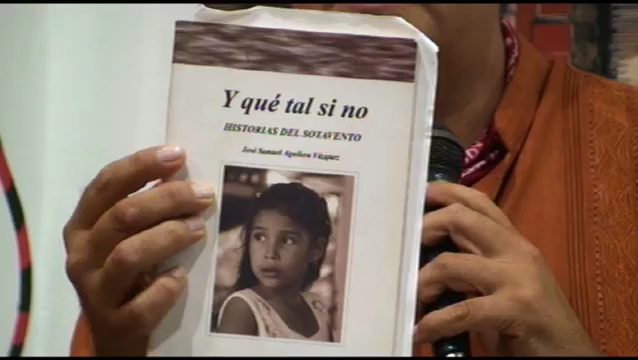 Y qué tal si no
HISTORIAS DEL SOTAVENTO
José Samuel Aguilera Vázquez